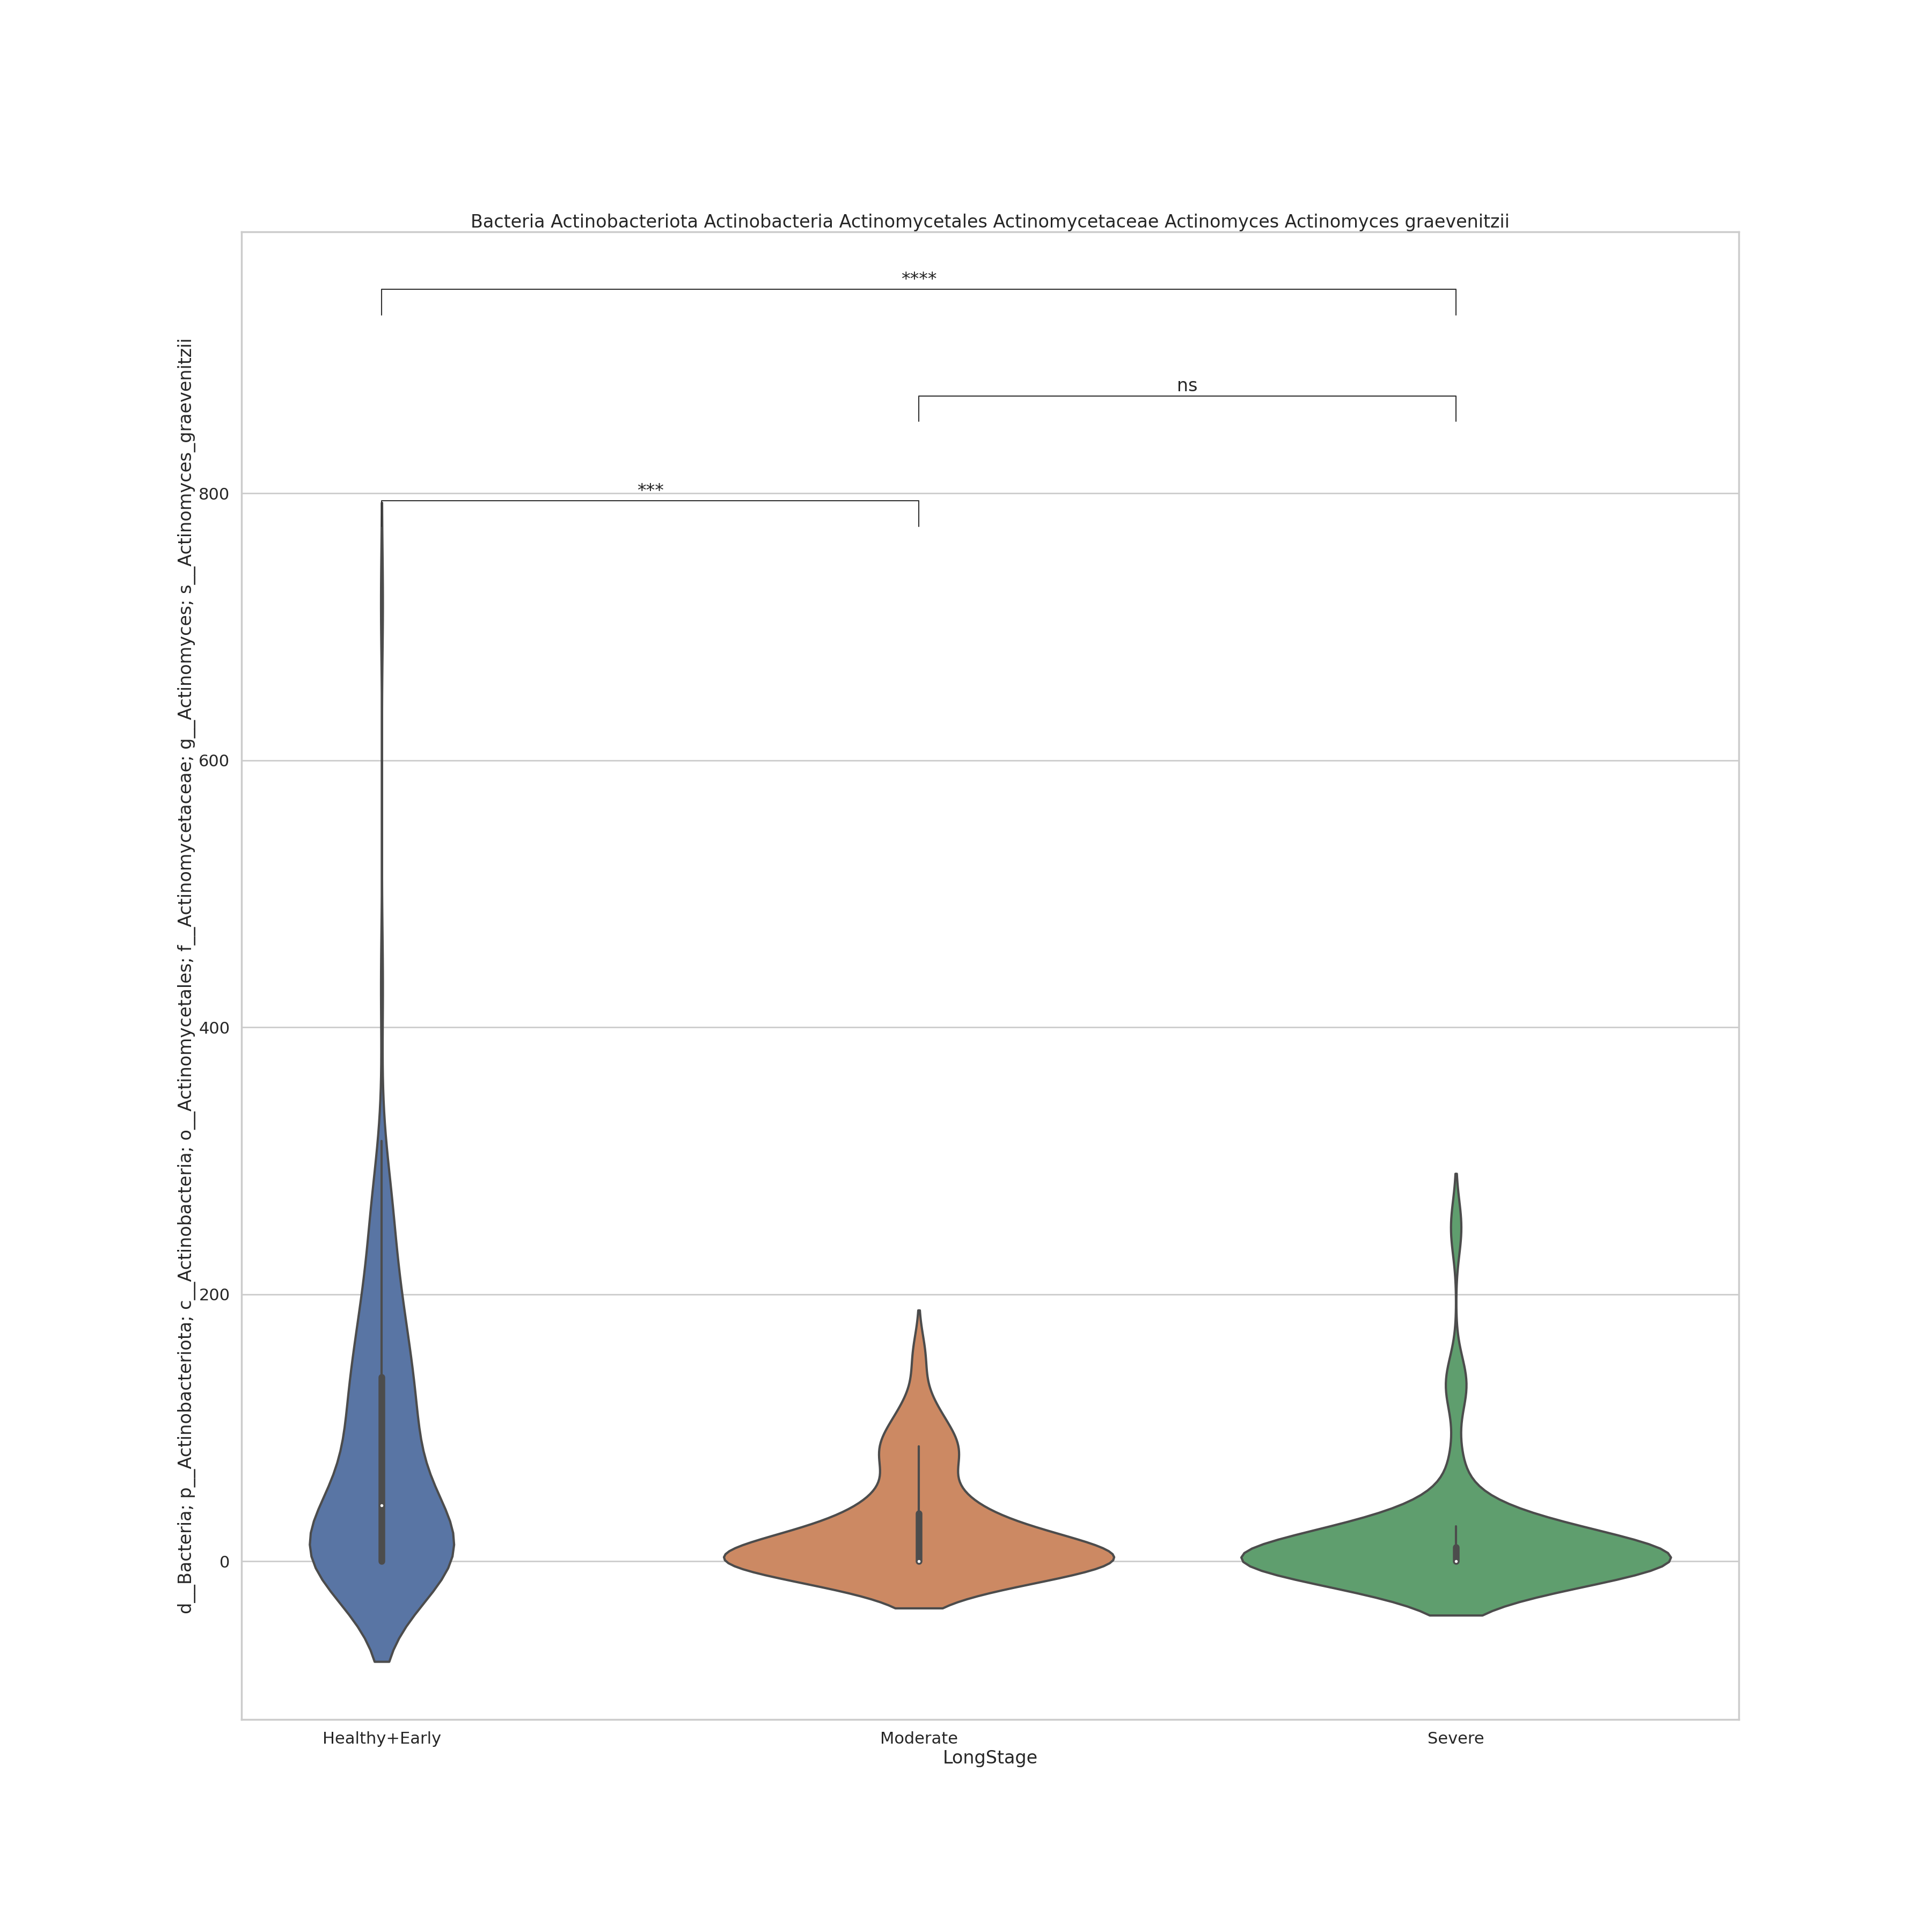 Bacteria Actinobacteriota Actinobacteria Actinomycetales Actinomycetaceae Actinomyces Actinomyces graevenitzii
****
ns
***
d__Bacteria; p__Actinobacteriota; c__Actinobacteria; o__Actinomycetales; f__Actinomycetaceae; g__Actinomyces; s__Actinomyces_graevenitzii
800
600
400
200
0
Healthy+Early
Moderate
Severe
LongStage